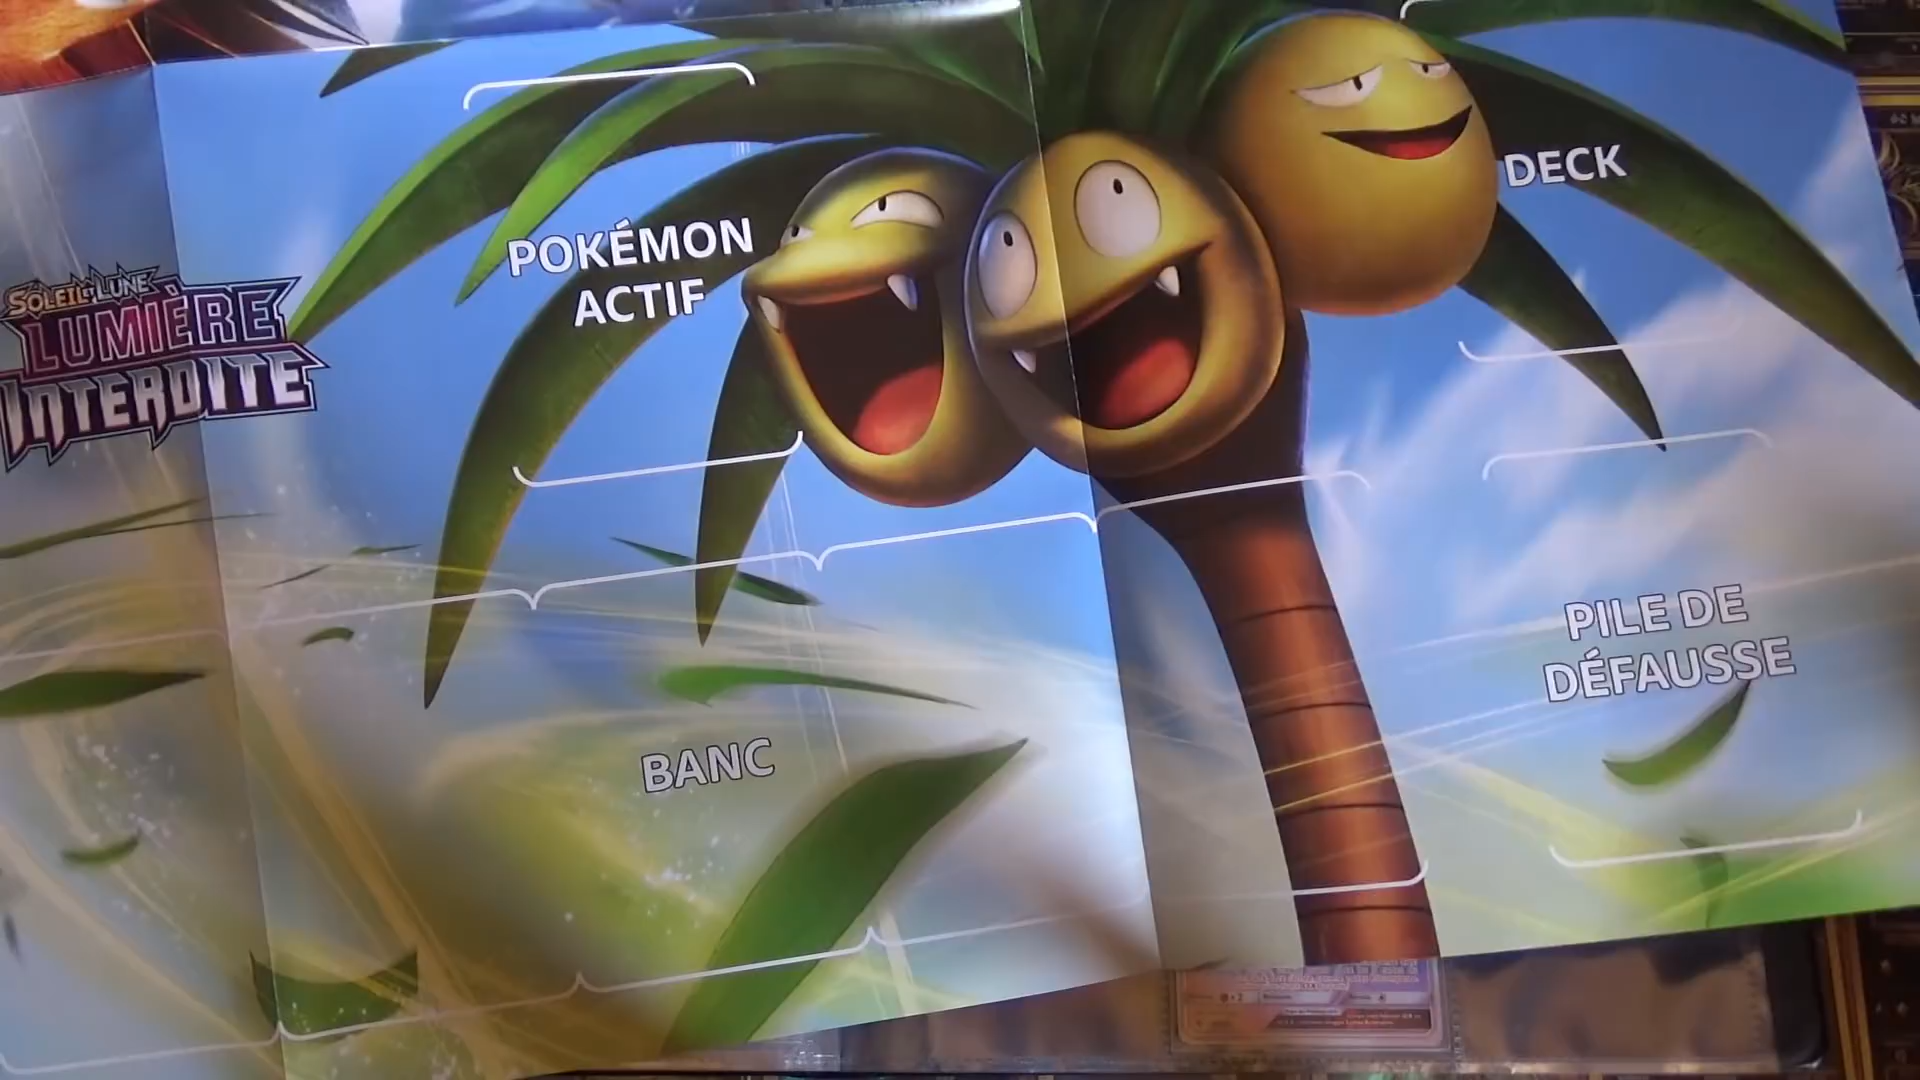 SOLEIL ET LUNE
LUMIÈRE
INTERDITE
POKÉMON
ACTIF
DECK
BANC
PILE DE
DÉFAUSSE